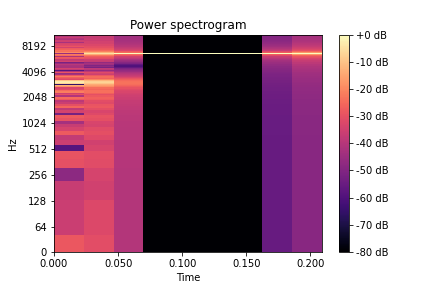 Power spectrogram
Hz
8192
4096
2048
1024
512
256
128
64
0
0.000
0.050
0.100
0.150
0.200
Time
+0 dB
-10 dB
-20 dB
-30 dB
-40 dB
-50 dB
-60 dB
-70 dB
-80 dB